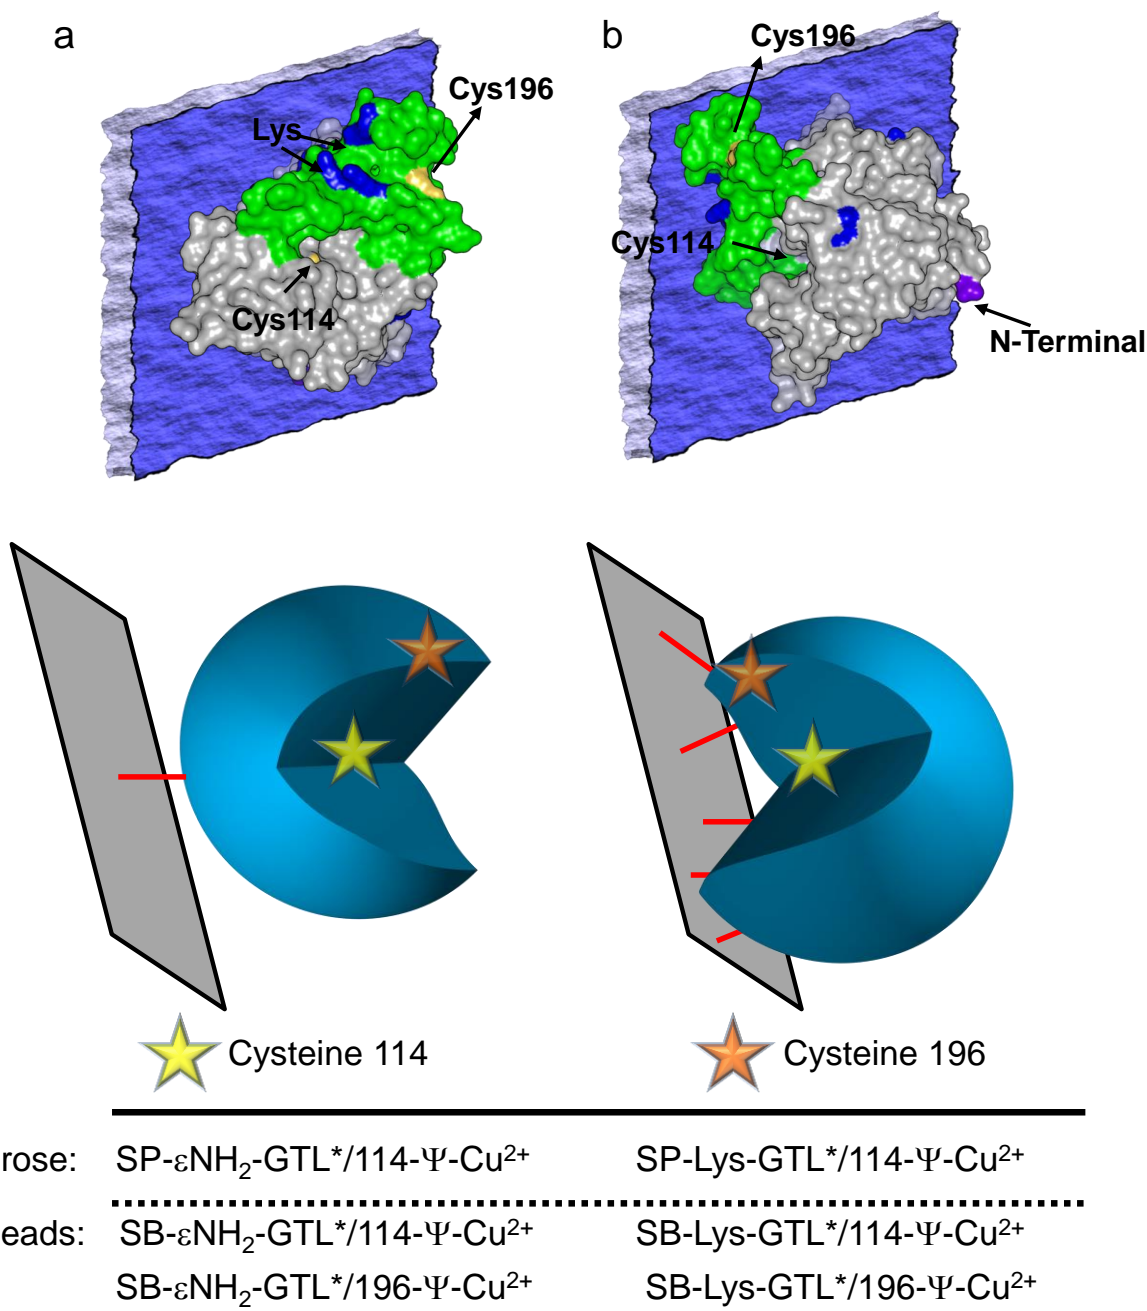 a
b
Cys196
Cys196
Lys
Cys114
Cys114
N-Terminal
Cysteine 114
Cysteine 196
rose: SP-εNH₂-GTL*/114-Ψ-Cu²⁺ SP-Lys-GTL*/114-Ψ-Cu²⁺
eads: SB-εNH₂-GTL*/114-Ψ-Cu²⁺ SB-Lys-GTL*/114-Ψ-Cu²⁺
SB-εNH₂-GTL*/196-Ψ-Cu²⁺ SB-Lys-GTL*/196-Ψ-Cu²⁺